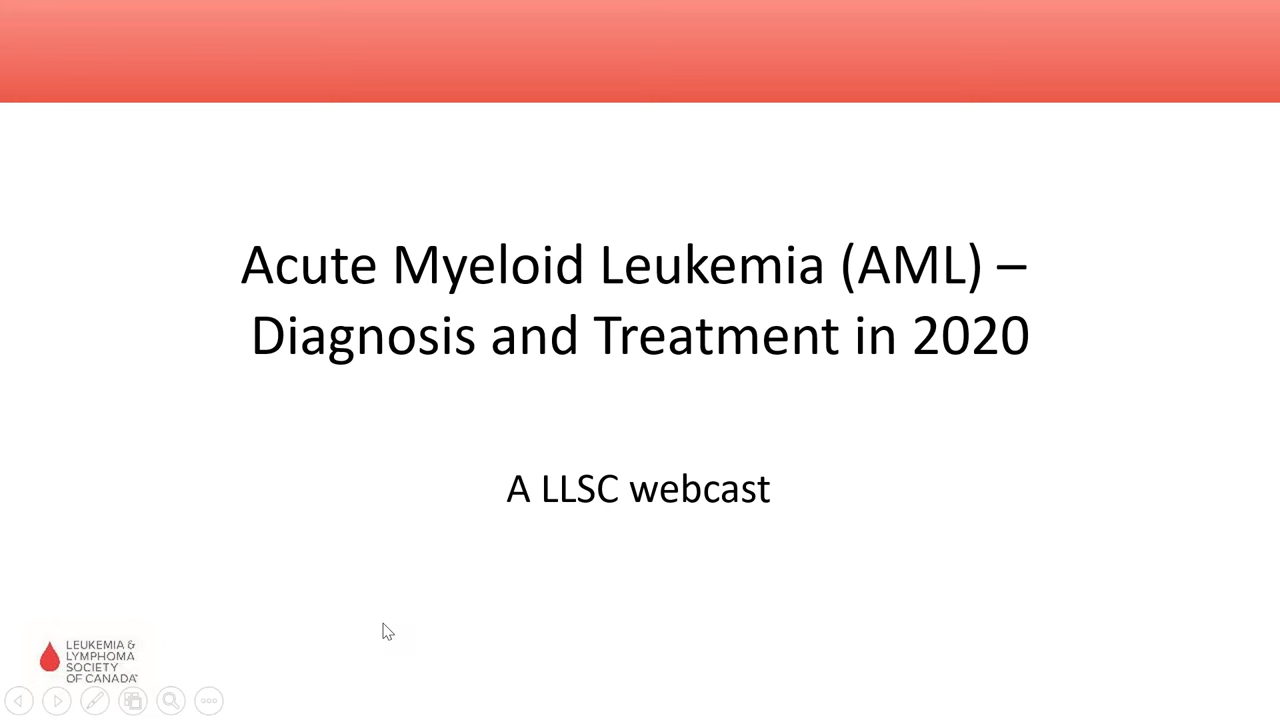 Acute Myeloid Leukemia (AML) –
Diagnosis and Treatment in 2020
A LLSC webcast
LEUKEMIA &
LYMPHOMA
SOCIETY
OF CANADA